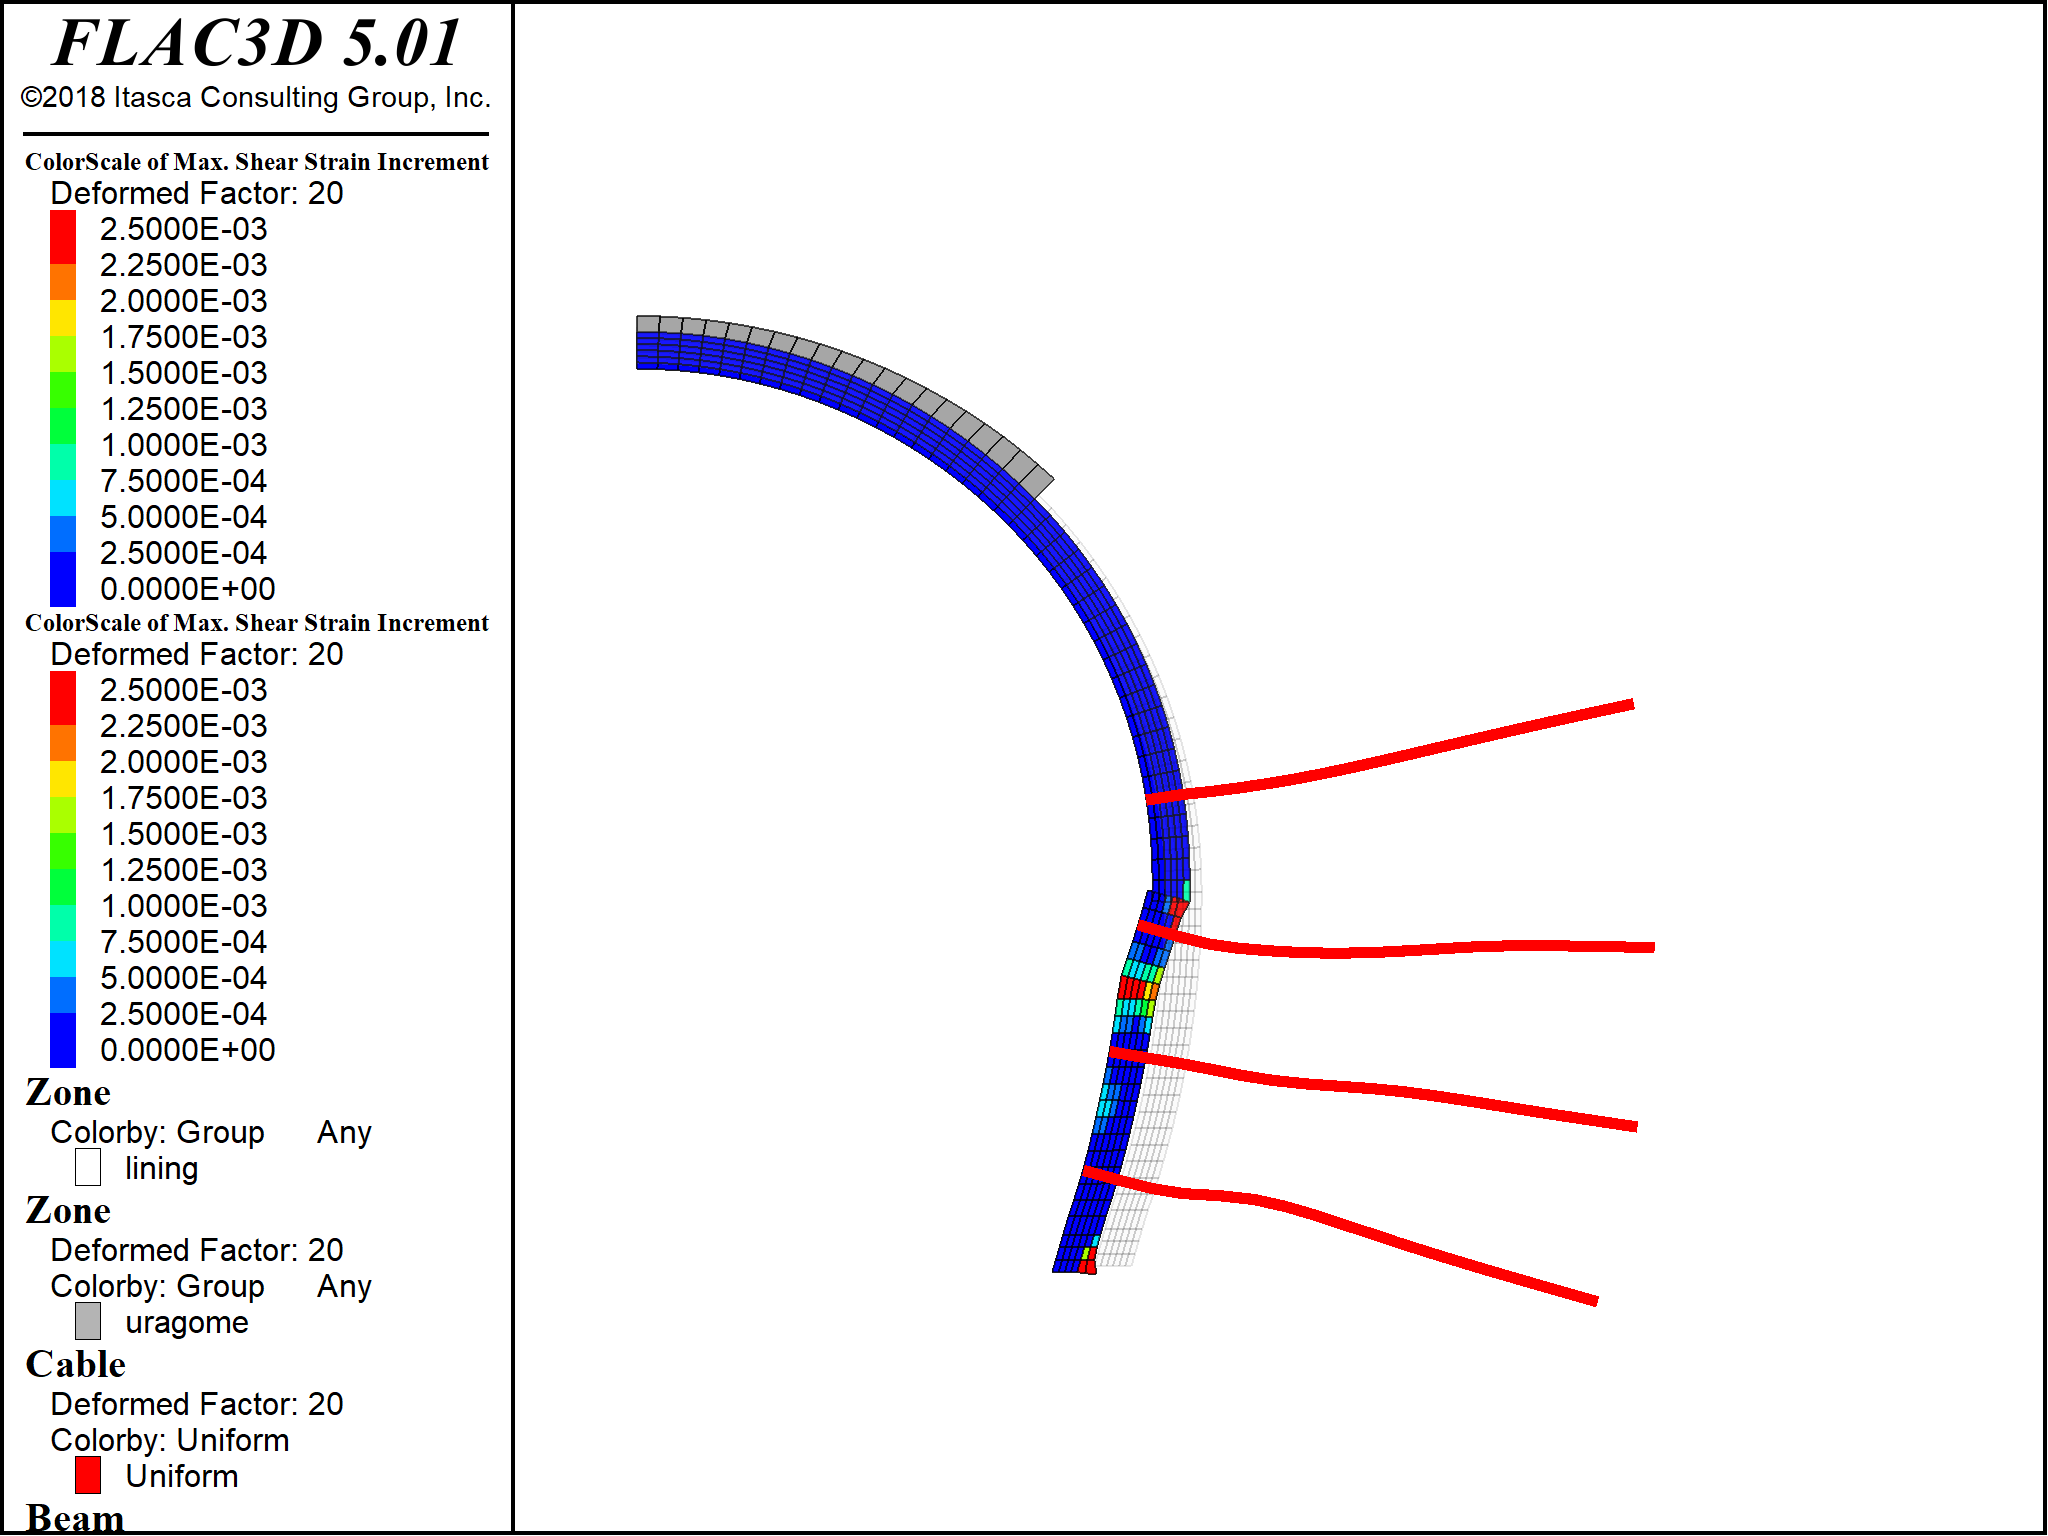 FLAC3D 5.01
©2018 Itasca Consulting Group, Inc.
ColorScale of Max. Shear Strain Increment
Deformed Factor: 20
2.5000E-03
2.2500E-03
2.0000E-03
1.7500E-03
1.5000E-03
1.2500E-03
1.0000E-03
7.5000E-04
5.0000E-04
2.5000E-04
0.0000E+00
ColorScale of Max. Shear Strain Increment
Deformed Factor: 20
2.5000E-03
2.2500E-03
2.0000E-03
1.7500E-03
1.5000E-03
1.2500E-03
1.0000E-03
7.5000E-04
5.0000E-04
2.5000E-04
0.0000E+00
Zone
Colorby: Group Any
lining
Zone
Deformed Factor: 20
Colorby: Group Any
uragome
Cable
Deformed Factor: 20
Colorby: Uniform
Uniform
Beam